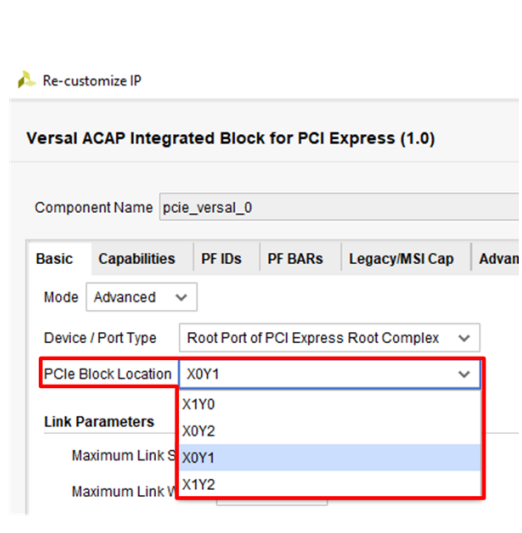 Re-customize IP
Versal ACAP Integrated Block for PCI Express (1.0)
Component Name pcie_versal_0
Basic Capabilities PF IDs PF BARs Legacy/MSI Cap
Mode Advanced
Device / Port Type Root Port of PCI Express Root Complex
PCIe Block Location X0Y1
X1Y0
Link Parameters
X0Y2
Maximum Link X0Y1
Maximum Link X1Y2